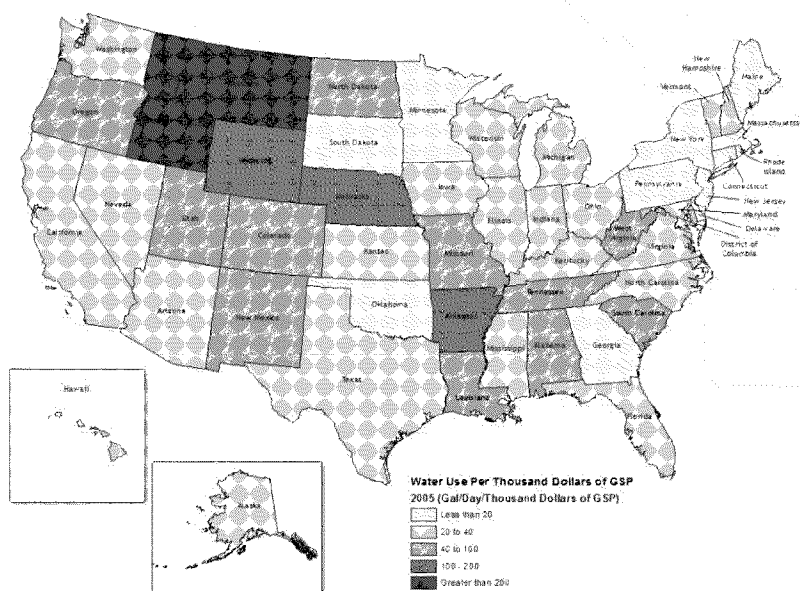 New
Hampshire
Washington
Vermont
Maine
North Dakota
Minnesota
Oregon
Massachusetts
Wisconsin
South Dakota
New York
Michigan
Rhode
Island
Wyoming
Connecticut
Pennsylvania
Iowa
New Jersey
Nebraska
Nevada
Ohio
Maryland
Illinois
Indiana
Delaware
Utah
West
Virginia
Colorado
District of
Columbia
California
Kansas
Missouri
Virginia
Kentucky
North Carolina
Tennessee
Oklahoma
Arizona
Arkansas
South Carolina
New Mexico
Mississippi
Alabama
Georgia
Texas
Hawaii
Louisiana
Florida
Alaska
Water Use Per Thousand Dollars of GSP
2005 (Gal/Day/Thousand Dollars of GSP)
Less than 20
20 to 40
40 to 100
100 - 200
Greater than 200